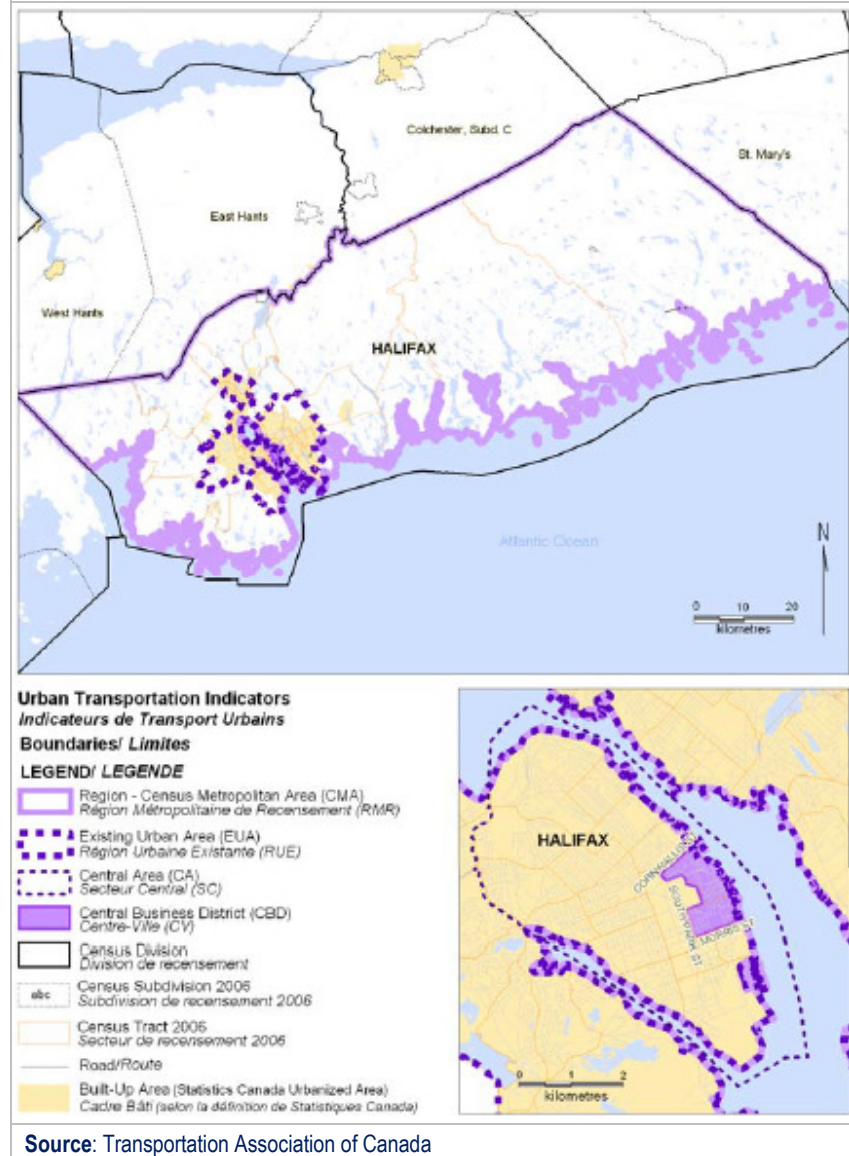 Colchester, Subd. C
St. Mary's
East Hants
West Hants
HALIFAX
Atlantic Ocean
N
0 10 20
kilometres
Urban Transportation Indicators
Indicateurs de Transport Urbains
Boundaries/ Limites
LEGEND/ LEGENDE
Region - Census Metropolitan Area (CMA)
Région Métropolitaine de Recensement (RMR)
Existing Urban Area (EUA)
Région Urbaine Existante (RUE)
Central Area (CA)
Secteur Central (SC)
Central Business District (CBD)
Centre-Ville (CV)
Census Division
Division de recensement
abc
Census Subdivision 2006
Subdivision de recensement 2006
Census Tract 2006
Secteur de recensement 2006
Road/Route
Built-Up Area (Statistics Canada Urbanized Area)
Cadre Bâti (selon la définition de Statistiques Canada)
HALIFAX
CORNWALLIS ST
SOUTH PARK ST
MORRIS ST
0 1 2
kilometres
Source: Transportation Association of Canada